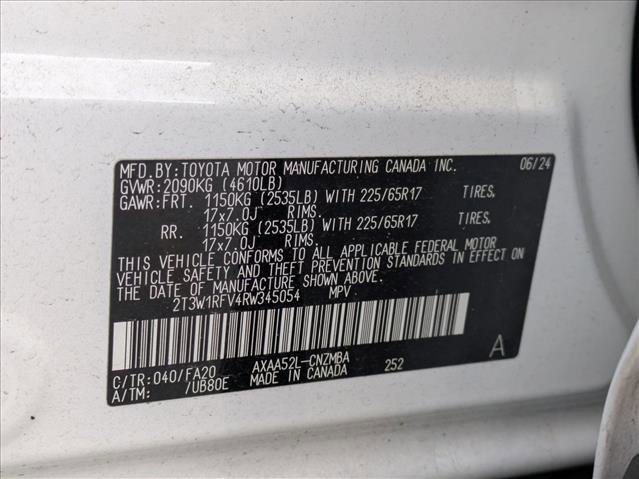 MFD. BY: TOYOTA MOTOR MANUFACTURING CANADA INC. 06/24
GVWR: 2090KG (4610LB)
GAWR: FRT. 1150KG (2535LB) WITH 225/65R17 TIRES,
17x7.0J RIMS.
RR. 1150KG (2535LB) WITH 225/65R17 TIRES,
17x7.0J RIMS.
THIS VEHICLE CONFORMS TO ALL APPLICABLE FEDERAL MOTOR
VEHICLE SAFETY AND THEFT PREVENTION STANDARDS IN EFFECT ON
THE DATE OF MANUFACTURE SHOWN ABOVE.
2T3W1RFV4RW345054 MPV
C/TR: 040/FA20 AXAA52L-CNZMBA A
A/TM: /UB80E MADE IN CANADA 252